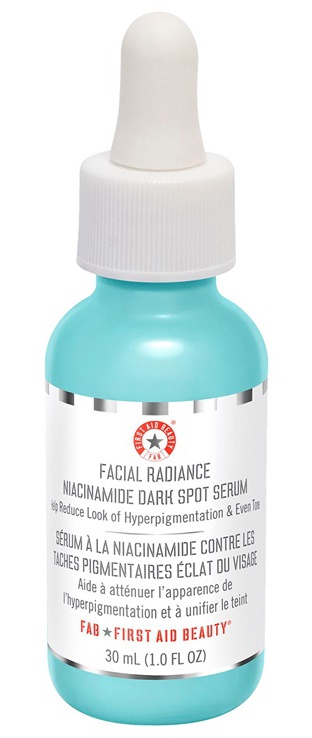 FIRST AID BEAUTY
FAB
FACIAL RADIANCE
NIACINAMIDE DARK SPOT SERUM
elp Reduce Look of Hyperpigmentation & Even Tone
SÉRUM À LA NIACINAMIDE CONTRE LES
TACHES PIGMENTAIRES ÉCLAT DU VISAGE
Aide à atténuer l'apparence de
l'hyperpigmentation et à unifier le teint
FAB★FIRST AID BEAUTY®
30 mL (1.0 FL OZ)